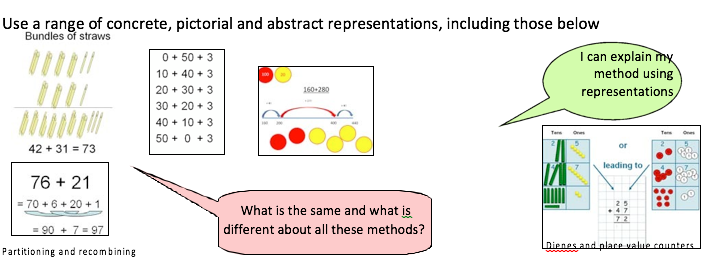 Use a range of concrete, pictorial and abstract representations, including those below
Bundles of straws
42 + 31 = 73
0 + 50 + 3
10 + 40 + 3
20 + 30 + 3
30 + 20 + 3
40 + 10 + 3
50 + 0 + 3
160+280
I can explain my
method using
representations
76 + 21
= 70 + 6 + 20 + 1
= 90 + 7 = 97
Partitioning and recombining
What is the same and what is
different about all these methods?
Tens Ones
2 5
4 7
or
leading to
2 5
+ 4 7
7 2
Tens Ones
2 5
4 7
Dienes and place value counters